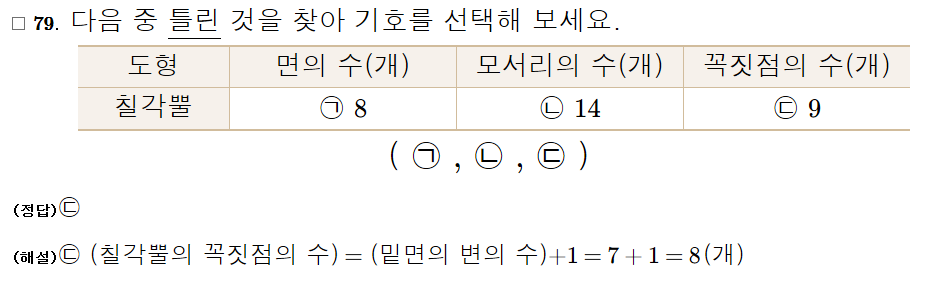 □ 79. 다음 중 틀린 것을 찾아 기호를 선택해 보세요.
도형 면의 수(개) 모서리의 수(개) 꼭짓점의 수(개)
칠각뿔 ㉠ 8 ㉡ 14 ㉢ 9
( ㉠ , ㉡ , ㉢ )
(정답)㉢
(해설)㉢ (칠각뿔의 꼭짓점의 수) = (밑면의 변의 수)+1 = 7 + 1 = 8(개)